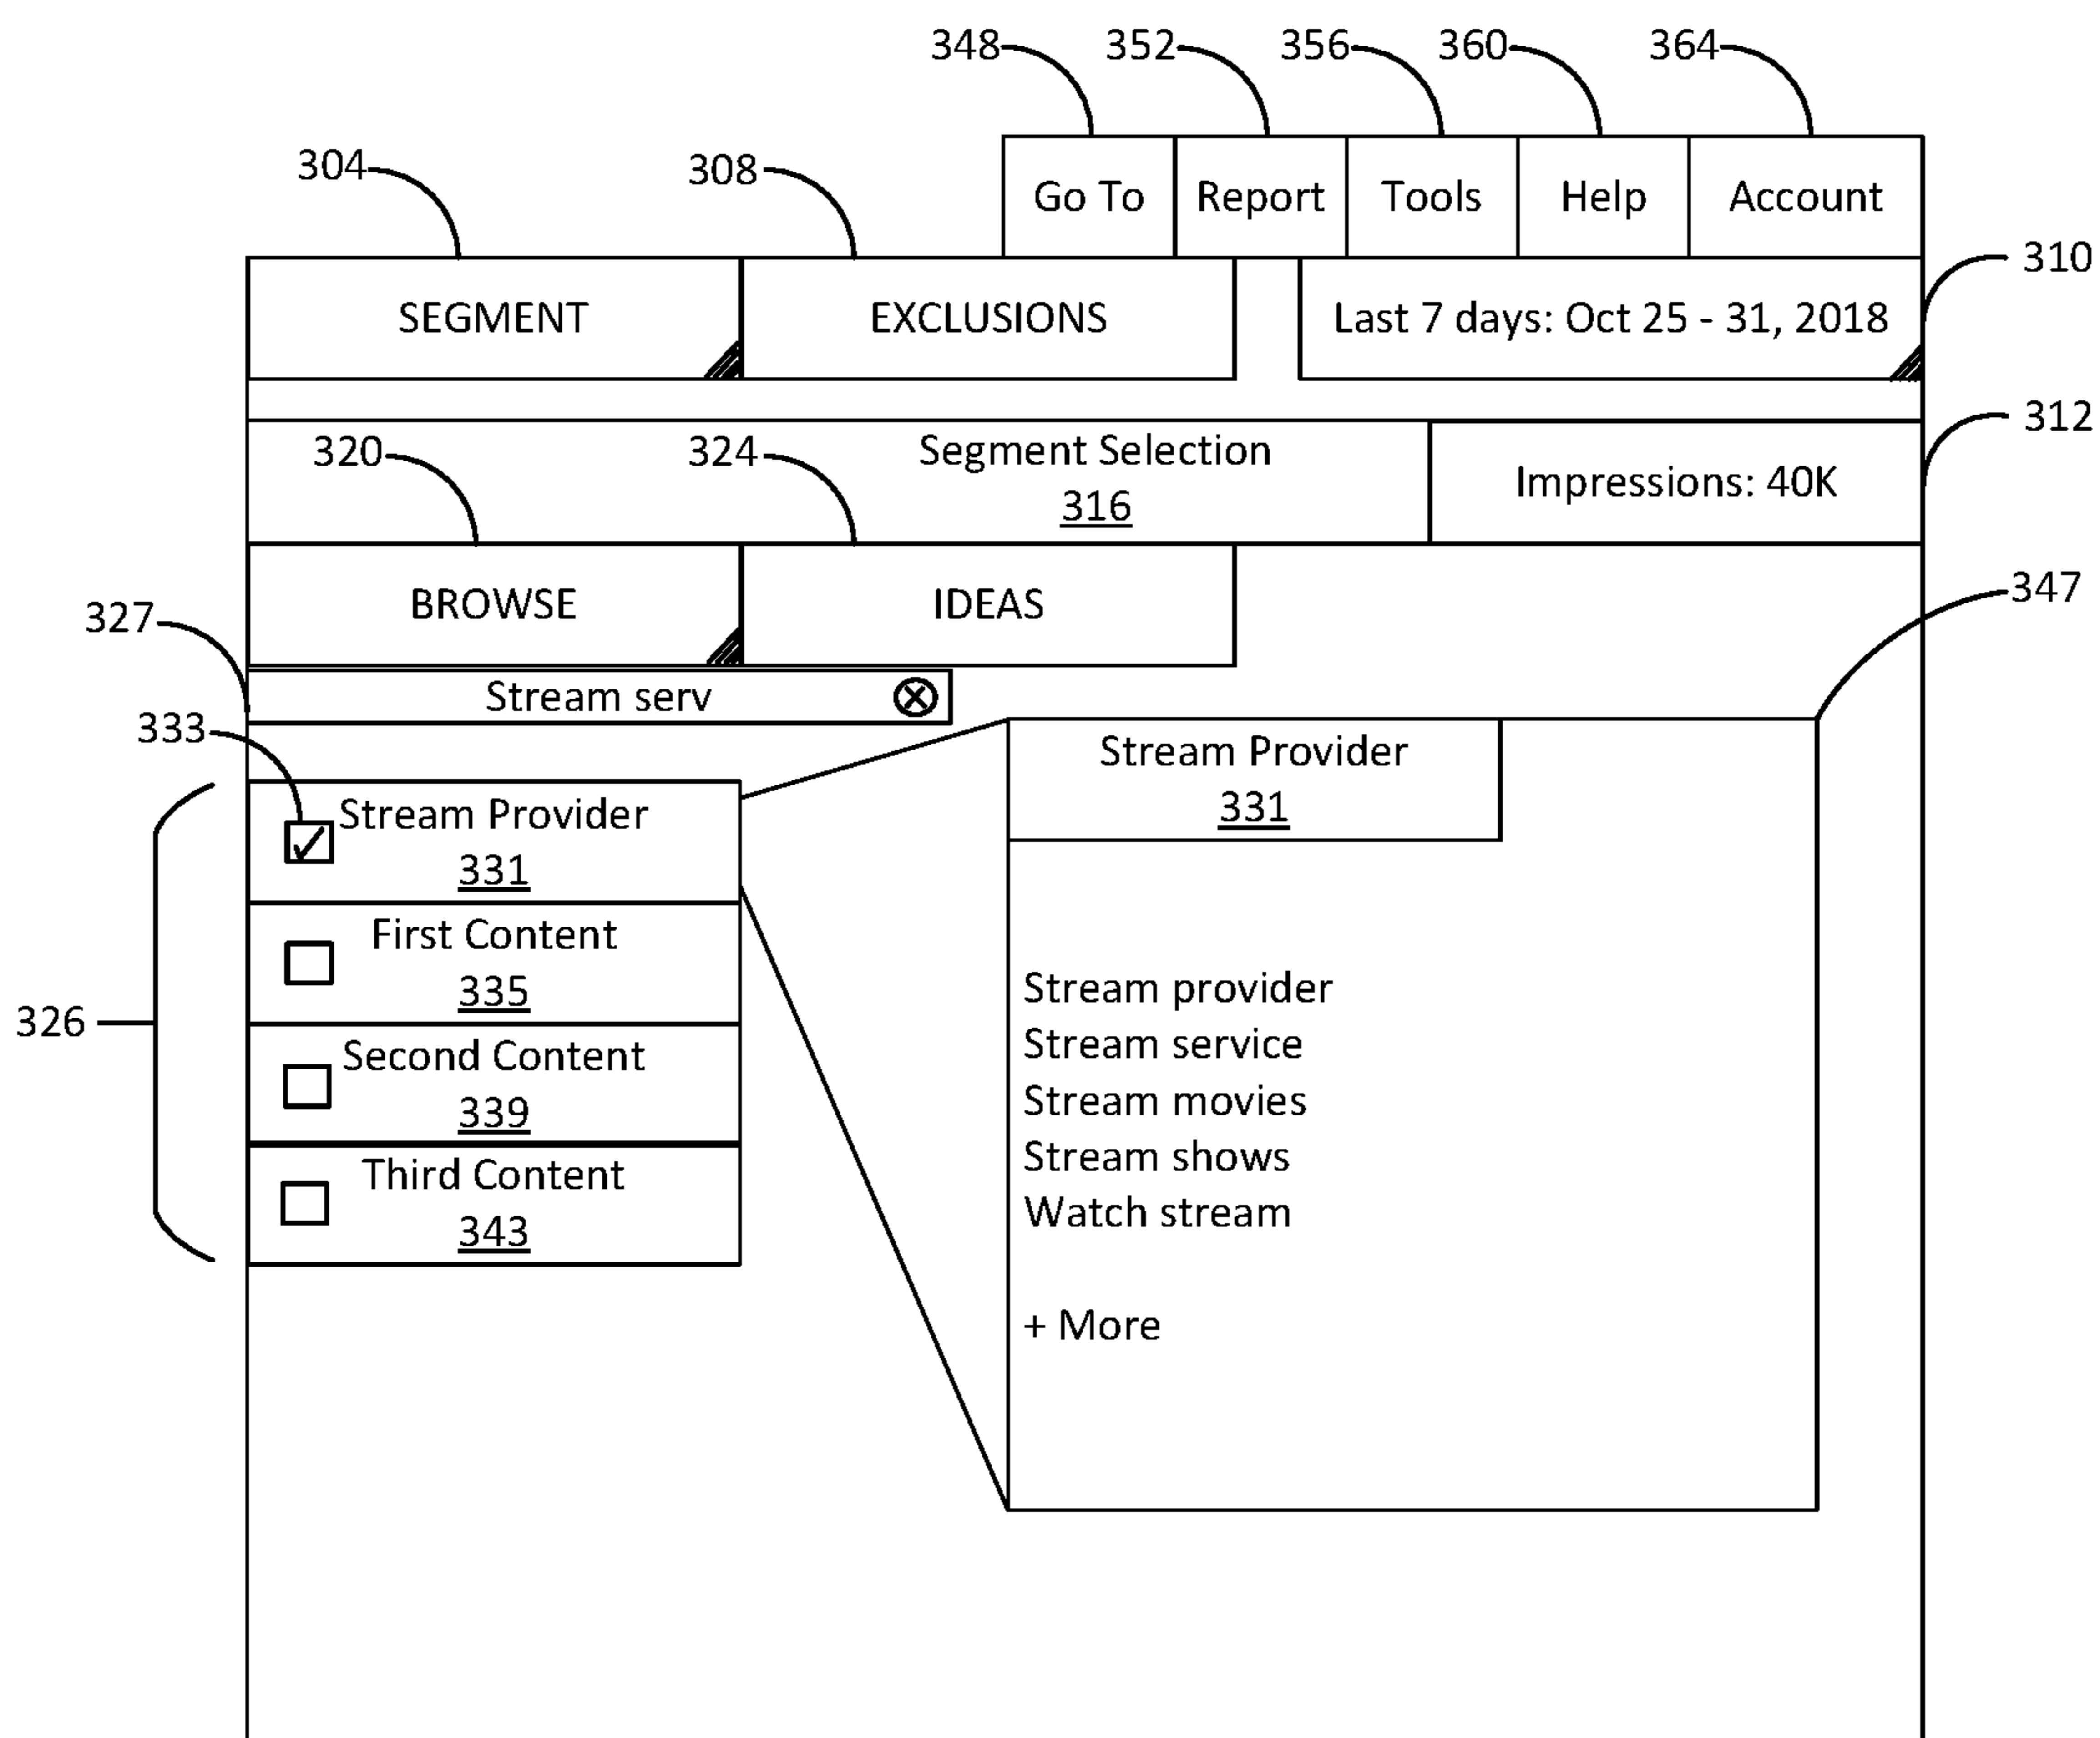 348
352
356
360
364
304
308
Go To
Report
Tools
Help
Account
310
SEGMENT
EXCLUSIONS
Last 7 days: Oct 25 - 31, 2018
312
320
324
Segment Selection
316
Impressions: 40K
347
327
BROWSE
IDEAS
Stream serv
333
Stream Provider
331
Stream Provider
331
First Content
335
326
Second Content
339
Third Content
343
Stream provider
Stream service
Stream movies
Stream shows
Watch stream
+ More